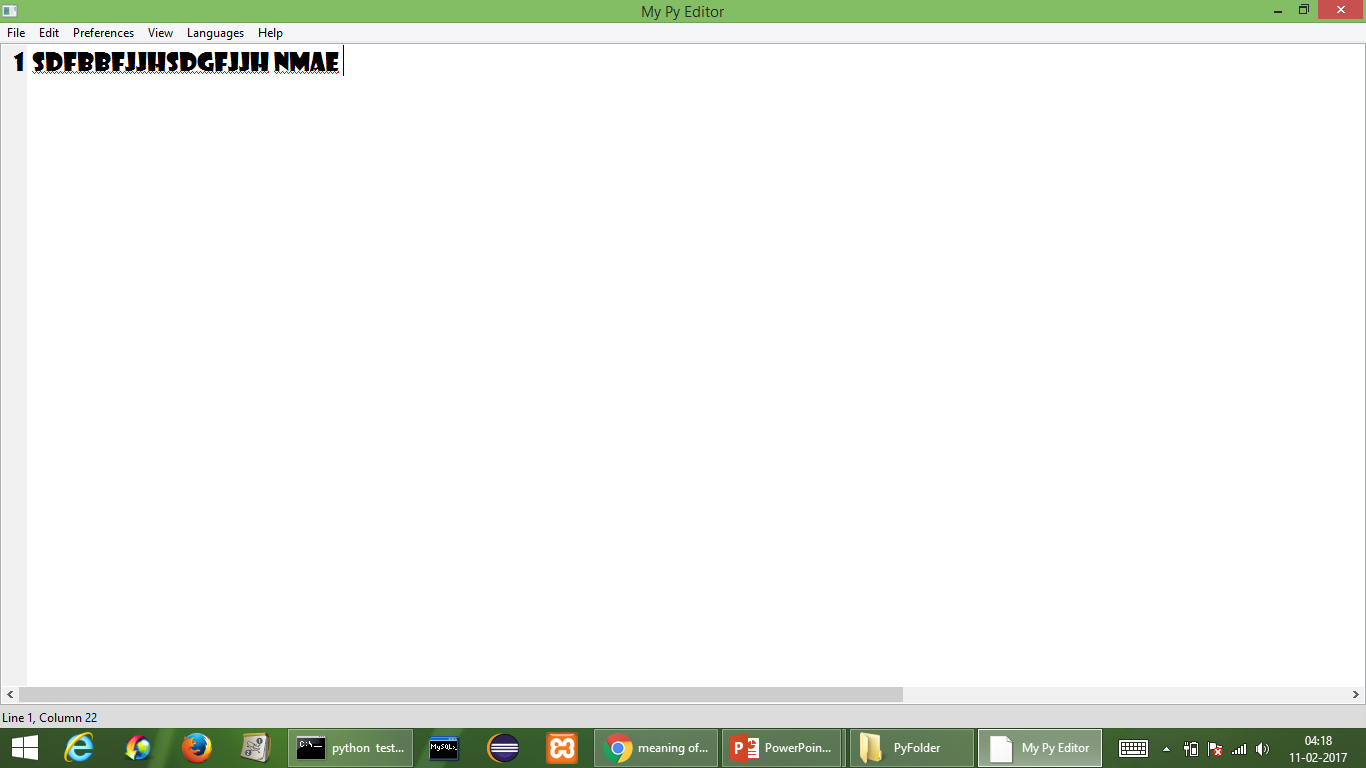 My Py Editor
File Edit Preferences View Languages Help
1 SDFBBFJJHSDGFJJH NMAE
Line 1, Column 22
C:\._ python test... MySQL>_ meaning of... PowerPoin... PyFolder My Py Editor 04:18
11-02-2017